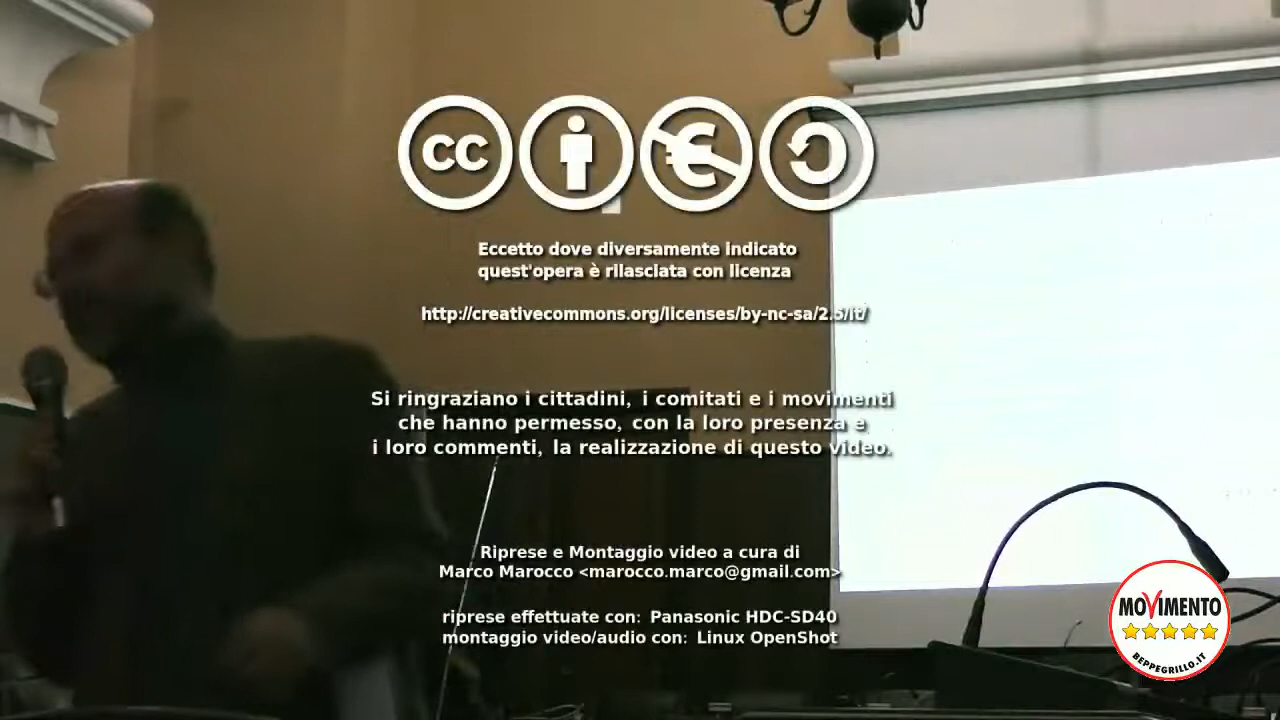 cc
Eccetto dove diversamente indicato
quest'opera è rilasciata con licenza
http://creativecommons.org/licenses/by-nc-sa/2.5/it/
Si ringraziano i cittadini, i comitati e i movimenti
che hanno permesso, con la loro presenza e
i loro commenti, la realizzazione di questo video.
Riprese e Montaggio video a cura di
Marco Marocco <marocco.marco@gmail.com>
riprese effettuate con: Panasonic HDC-SD40
montaggio video/audio con: Linux OpenShot
MOVIMENTO
BEPPEGRILLO.IT